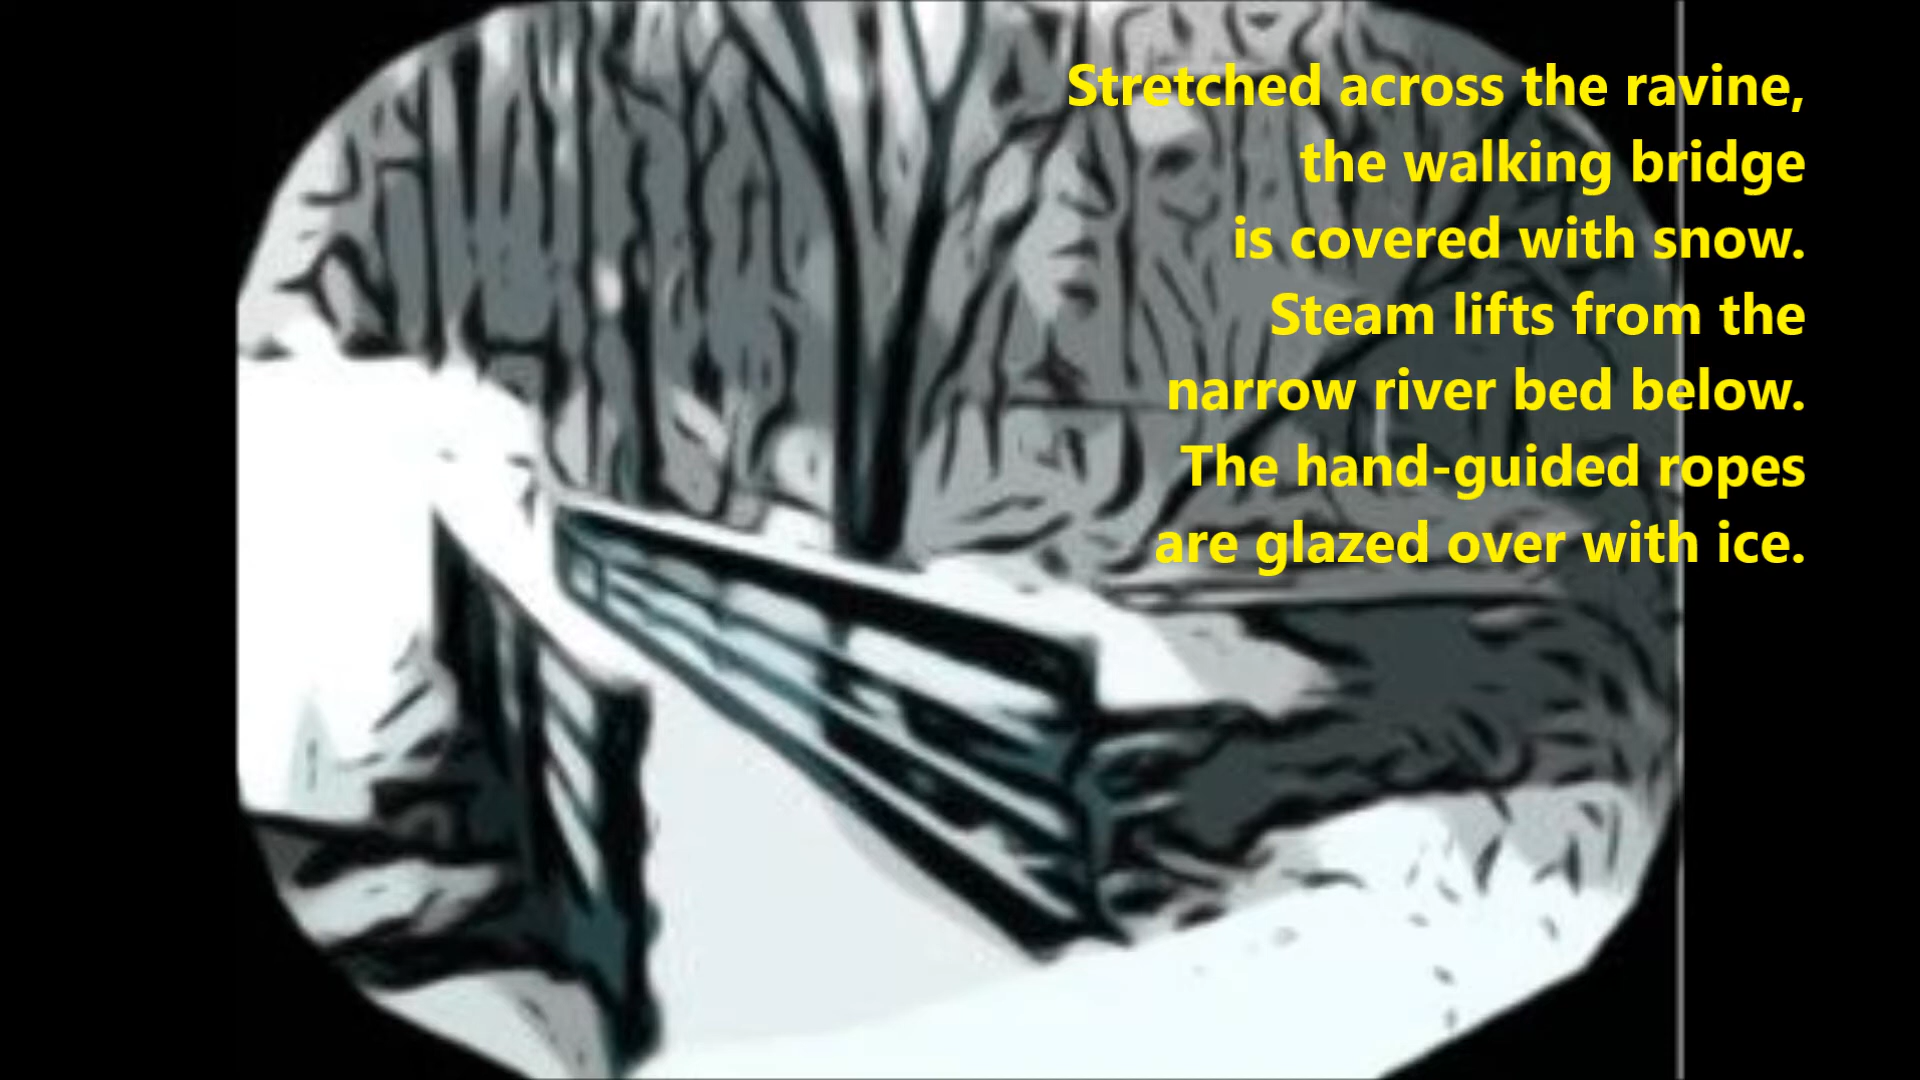 Stretched across the ravine,
the walking bridge
is covered with snow.
Steam lifts from the
narrow river bed below.
The hand-guided ropes
are glazed over with ice.